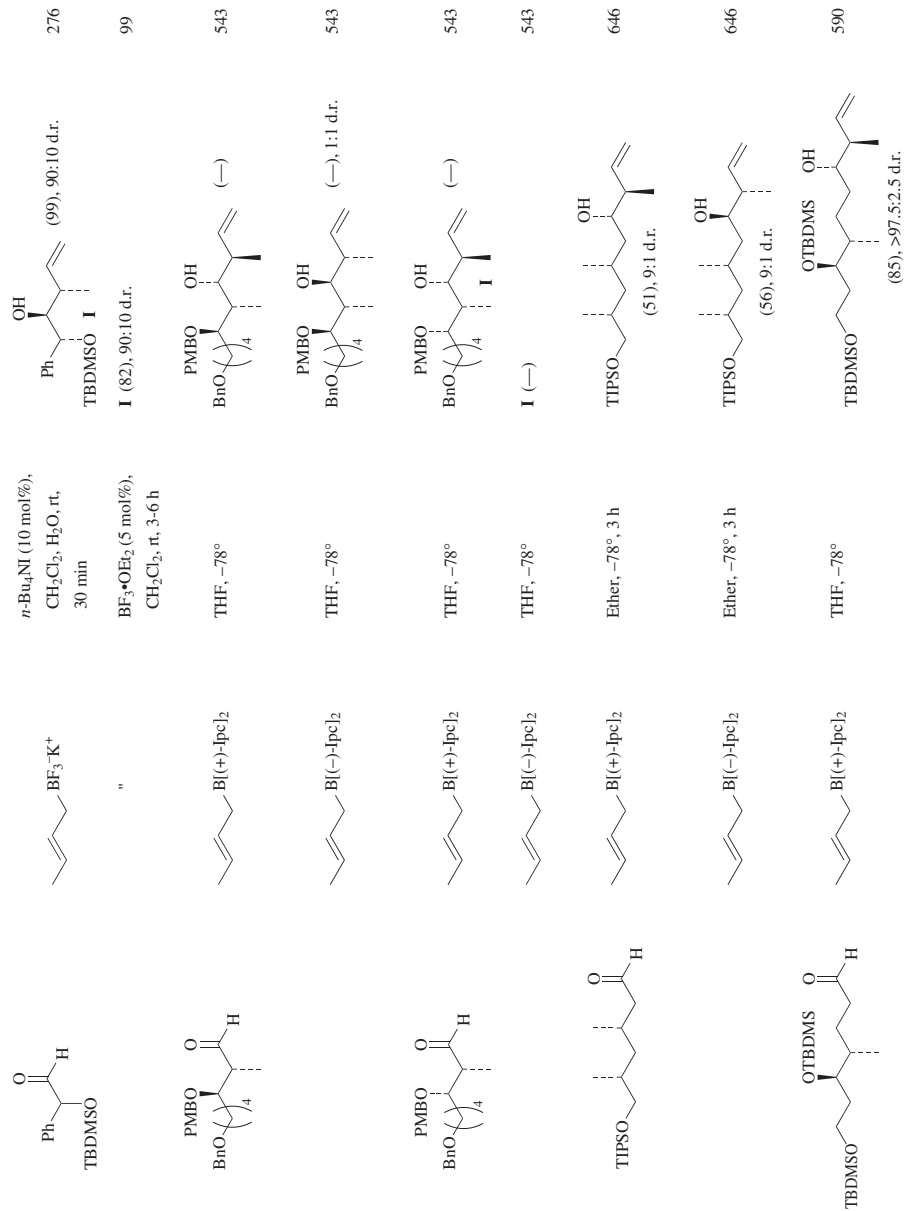 Ph
O
H
TBDMSO
BF₃⁻K⁺
n-Bu₄NI (10 mol%),
CH₂Cl₂, H₂O, rt,
30 min
Ph
OH
TBDMSO
I
(99), 90:10 d.r.
276
"
BF₃•OEt₂ (5 mol%),
CH₂Cl₂, rt, 3-6 h
I (82), 90:10 d.r.
99
PMBO
O
H
BnO
4
B[(+)-Ipc]₂
THF, –78°
PMBO
OH
BnO
4
(—)
543
B[(–)-Ipc]₂
THF, –78°
PMBO
OH
BnO
4
(—), 1:1 d.r.
543
PMBO
O
H
BnO
4
B[(+)-Ipc]₂
THF, –78°
PMBO
OH
BnO
4
I
(—)
543
B[(–)-Ipc]₂
THF, –78°
I (—)
543
TIPSO
O
H
B[(+)-Ipc]₂
Ether, –78°, 3 h
TIPSO
OH
(51), 9:1 d.r.
646
B[(–)-Ipc]₂
Ether, –78°, 3 h
TIPSO
OH
(56), 9:1 d.r.
646
TBDMSO
OTBDMS
O
H
B[(+)-Ipc]₂
THF, –78°
TBDMSO
OTBDMS
OH
(85), >97.5:2.5 d.r.
590